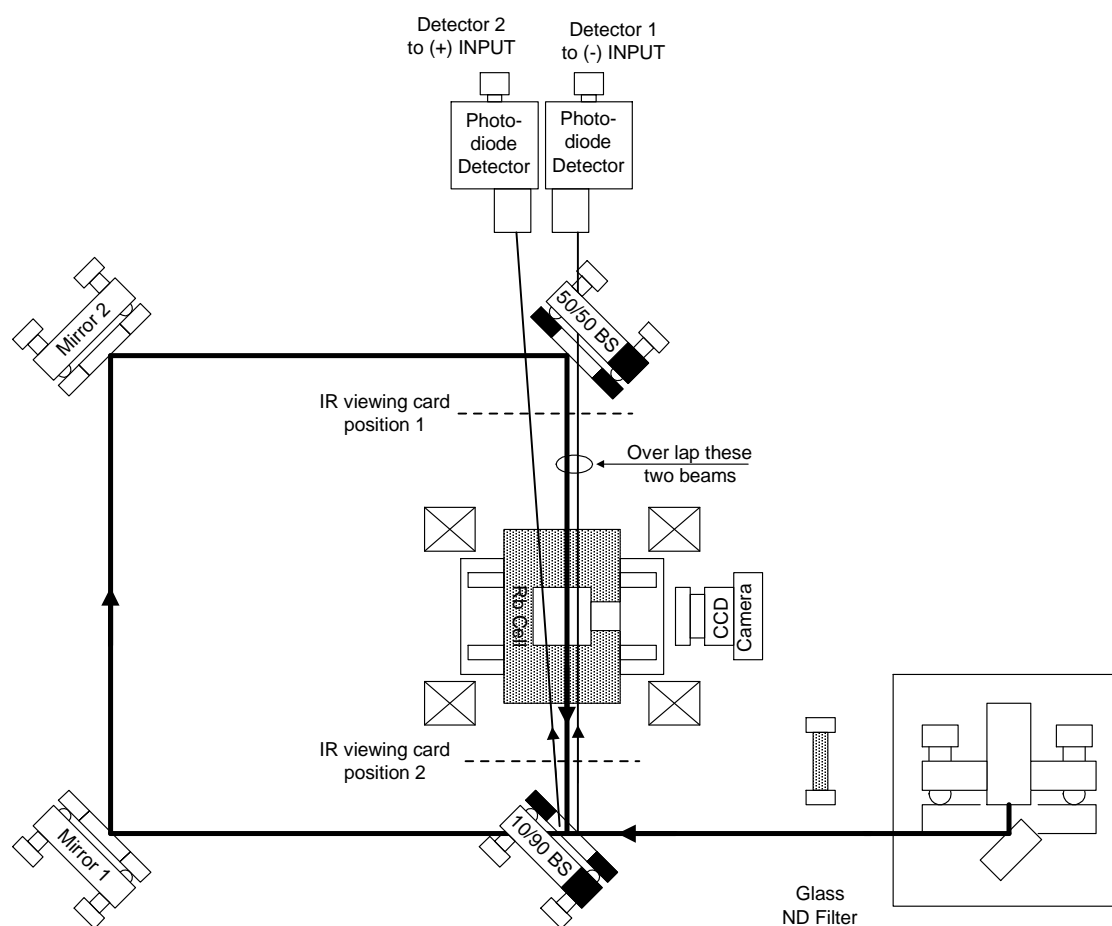 Detector 2
to (+) INPUT
Detector 1
to (-) INPUT
Photo-
diode
Detector
Photo-
diode
Detector
Mirror 2
50/50 BS
IR viewing card
position 1
Over lap these
two beams
Rb Cell
CCD
Camera
IR viewing card
position 2
Mirror 1
10/90 BS
Glass
ND Filter